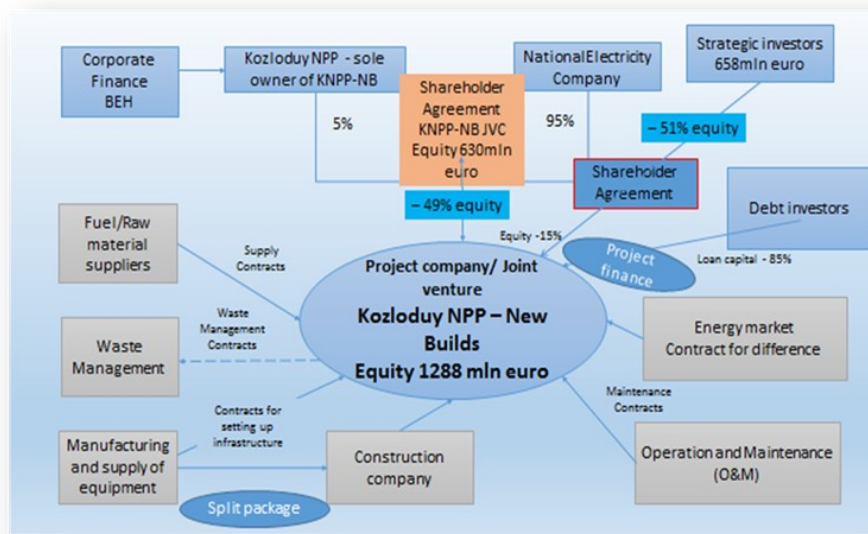 Corporate
Finance
BEH
Kozloduy NPP - sole
owner of KNPP-NB
National Electricity
Company
Strategic investors
658mln euro
5%
Shareholder
Agreement
KNPP-NB JVC
Equity 630mln
euro
95%
– 51% equity
Shareholder
Agreement
– 49% equity
Debt investors
Fuel/Raw
material
suppliers
Supply
Contracts
Equity -15%
Project
finance
Loan capital - 85%
Project company/ Joint
venture
Kozloduy NPP – New
Builds
Equity 1288 mln euro
Waste
Management
Contracts
Waste
Management
Energy market
Contract for difference
Maintenance
Contracts
Contracts for
setting up
infrastructure
Manufacturing
and supply of
equipment
Construction
company
Operation and Maintenance
(O&M)
Split package